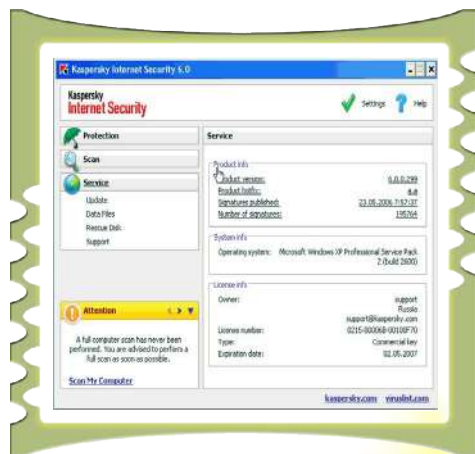 Kaspersky Internet Security 6.0
Kaspersky
Internet Security
Settings
Help
Protection
Scan
Service
Update
Data Files
Rescue Disk
Support
Attention
A full computer scan has never been
performed. You are advised to perform a
full scan as soon as possible.
Scan My Computer
Service
Product info
Product version: 6.0.0.299
Product hotfix: a.a
Signatures published: 23.05.2006 7:57:37
Number of signatures: 195764
System info
Operating system: Microsoft Windows XP Professional Service Pack
2 (build 2600)
License info
Owner: support
Russia
support@kaspersky.com
License number:
Type: Commercial key
Expiration date: 02.05.2007
kaspersky.com viruslist.com